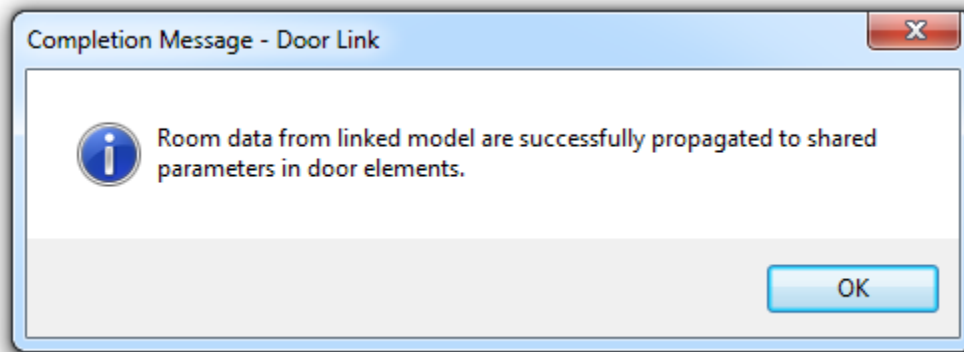 Completion Message - Door Link
Room data from linked model are successfully propagated to shared
parameters in door elements.
OK